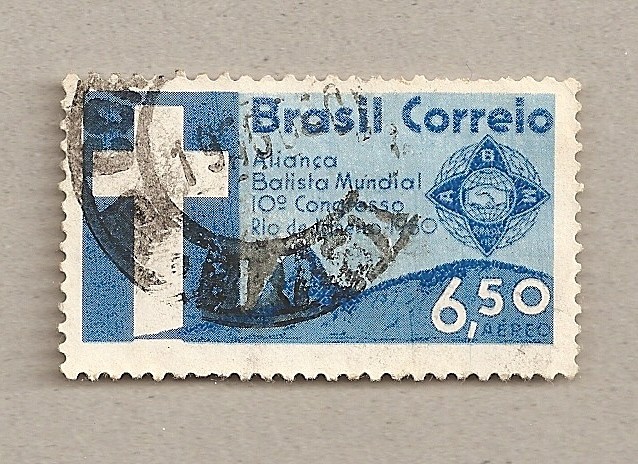 Brasil Correio
Aliança
Batista Mundial
10º Congresso
Rio de Janeiro 1960
A B M
6,50
AÉREO